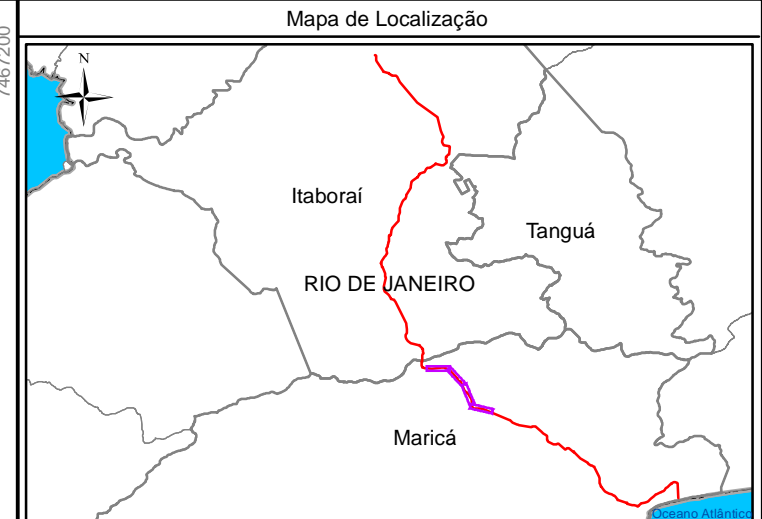 Mapa de Localização
7467200
N
Itaboraí
Tanguá
RIO DE JANEIRO
Maricá
Oceano Atlântico